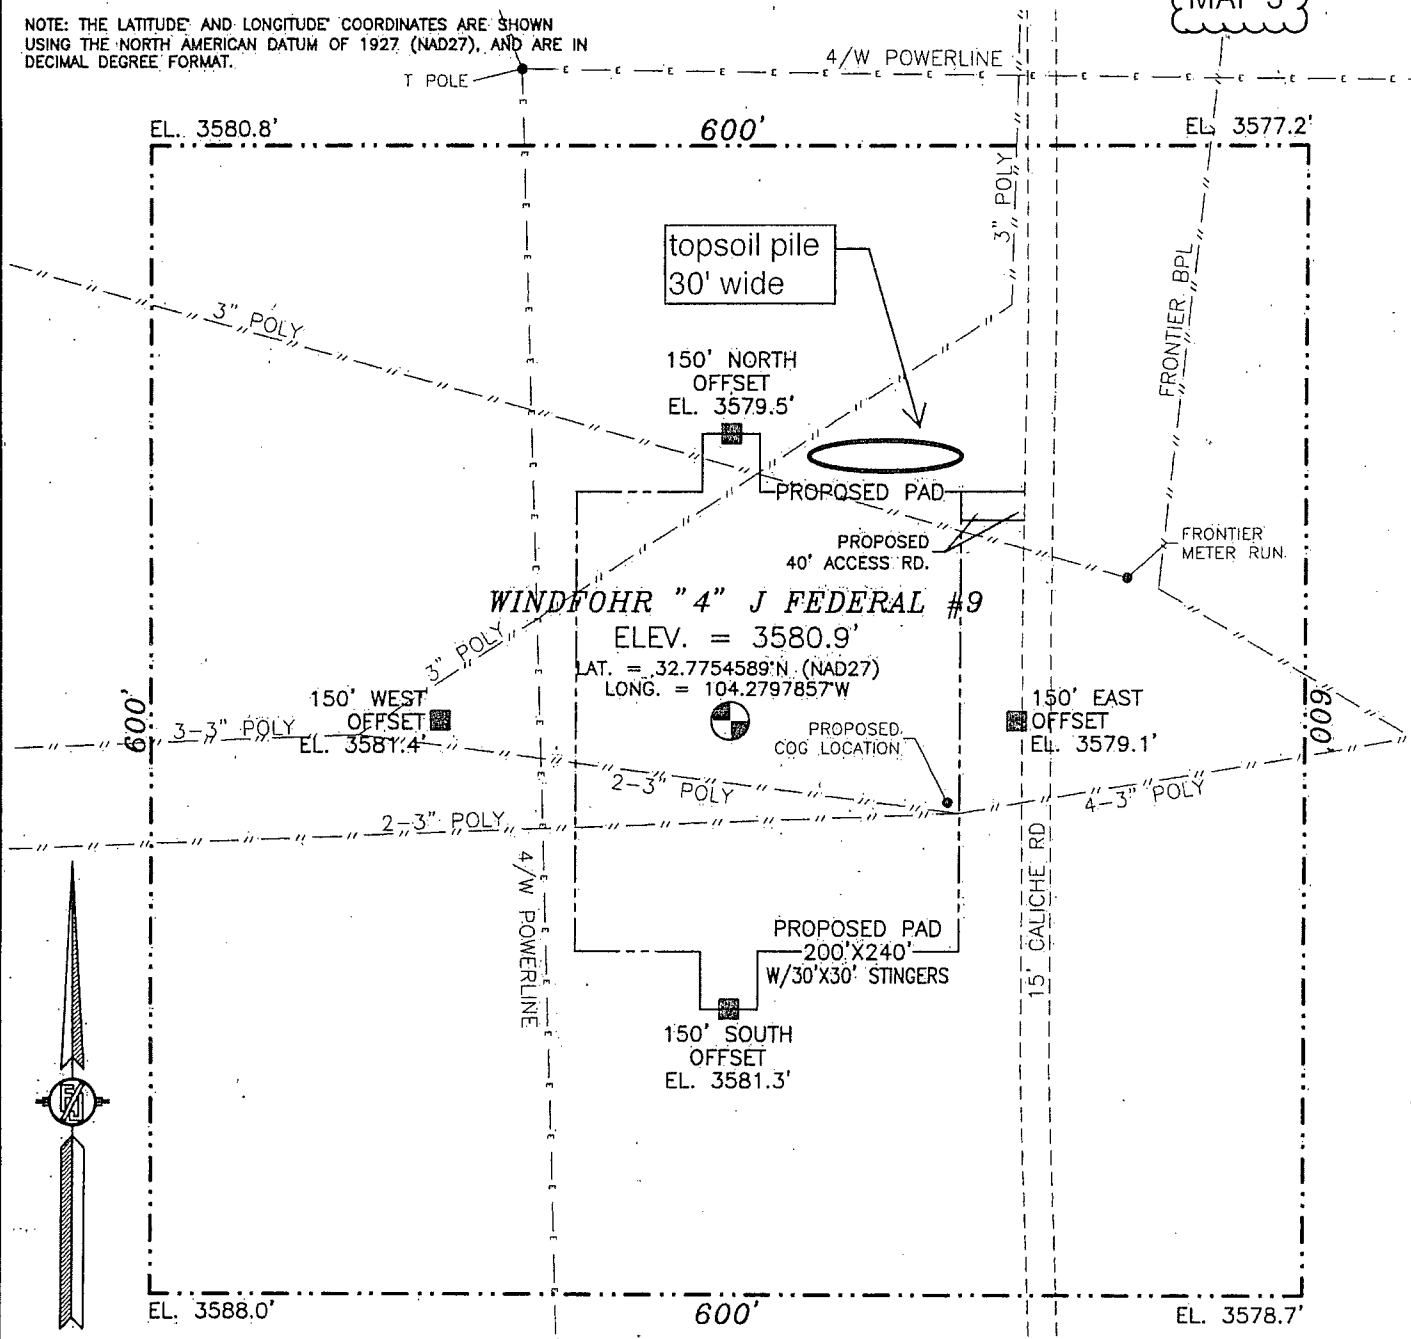 MAP 3
NOTE: THE LATITUDE AND LONGITUDE COORDINATES ARE SHOWN
USING THE NORTH AMERICAN DATUM OF 1927 (NAD27), AND ARE IN
DECIMAL DEGREE FORMAT.
T POLE
4/W POWERLINE
EL. 3580.8'
600'
EL. 3577.2'
3" POLY
topsoil pile
30' wide
FRONTIER BPL
3" POLY
150' NORTH
OFFSET
EL. 3579.5'
PROPOSED PAD
PROPOSED
40' ACCESS RD.
FRONTIER
METER RUN
WINDFOHR "4" J FEDERAL #9
ELEV. = 3580.9'
LAT. = 32.7754589°N (NAD27)
LONG. = 104.2797857°W
3" POLY
600'
150' WEST
OFFSET
EL. 3581.4'
3-3" POLY
PROPOSED
COG LOCATION
150' EAST
OFFSET
EL. 3579.1'
600'
2-3" POLY
4-3" POLY
2-3" POLY
4/W POWERLINE
15' CALICHE RD
PROPOSED PAD
200'X240'
W/30'X30' STINGERS
150' SOUTH
OFFSET
EL. 3581.3'
EL. 3588.0'
600'
EL. 3578.7'